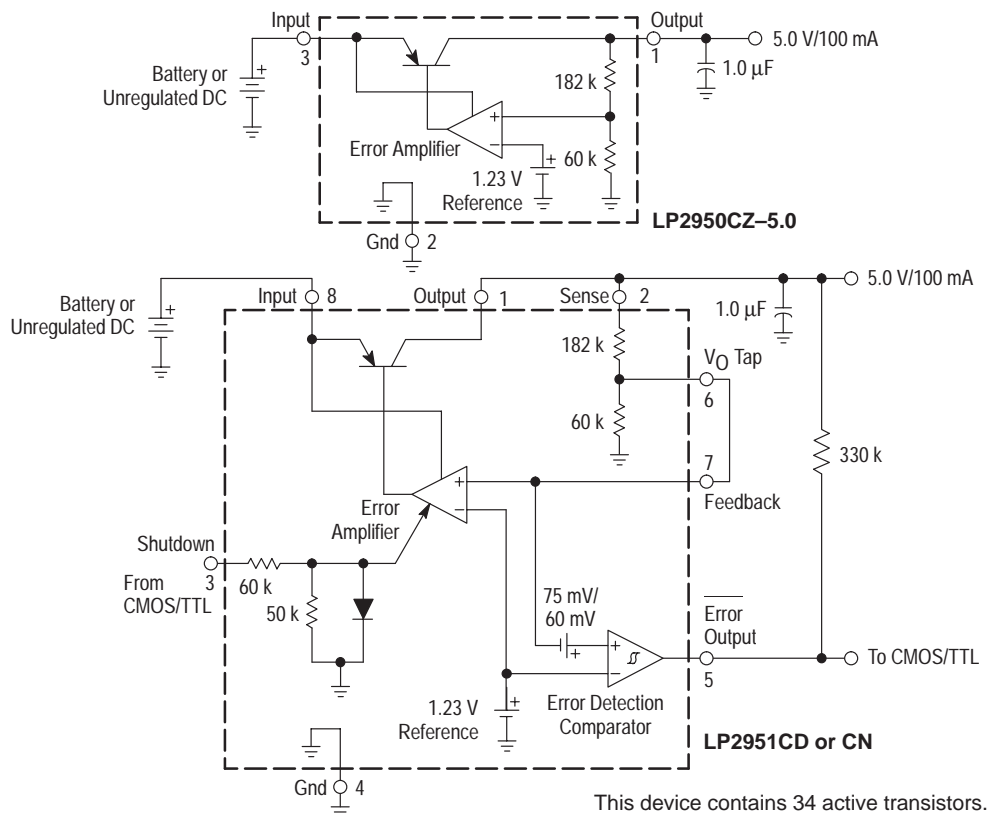 Input
3
Output
1
5.0 V/100 mA
1.0 µF
Battery or
Unregulated DC
182 k
60 k
Error Amplifier
1.23 V
Reference
Gnd
2
LP2950CZ–5.0
Battery or
Unregulated DC
Input
8
Output
1
Sense
2
5.0 V/100 mA
1.0 µF
182 k
60 k
VO Tap
6
7
Feedback
330 k
Error
Amplifier
Shutdown
3
From
CMOS/TTL
60 k
50 k
75 mV/
60 mV
Error
Output
5
To CMOS/TTL
1.23 V
Reference
Error Detection
Comparator
LP2951CD or CN
Gnd
4
This device contains 34 active transistors.